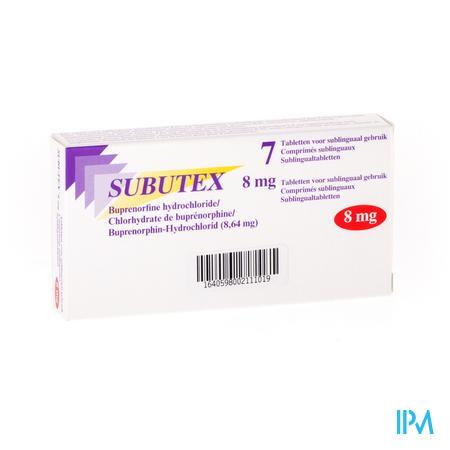 7 Tabletten voor sublinguaal gebruik
Comprimés sublinguaux
Sublingualtabletten
SUBUTEX 8 mg Tabletten voor sublinguaal gebruik
Comprimés sublinguaux
Sublingualtabletten
Buprenorfine hydrochloride/
Chlorhydrate de buprénorphine/
Buprenorphin-Hydrochlorid (8,64 mg)
8 mg
1640598002111019
IPM